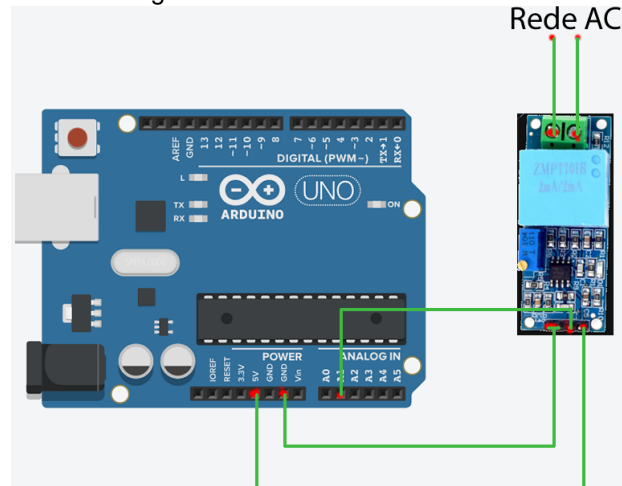 Rede AC
AREF
GND
13
12
~11
~10
~9
8
7
~6
~5
4
~3
2
TX→1
RX←0
DIGITAL (PWM~)
L
TX
RX
ARDUINO
UNO
ON
ZMPT101B
2mA/2mA
POWER
ANALOG IN
IOREF
RESET
3.3V
5V
GND
GND
Vin
A0
A1
A2
A3
A4
A5